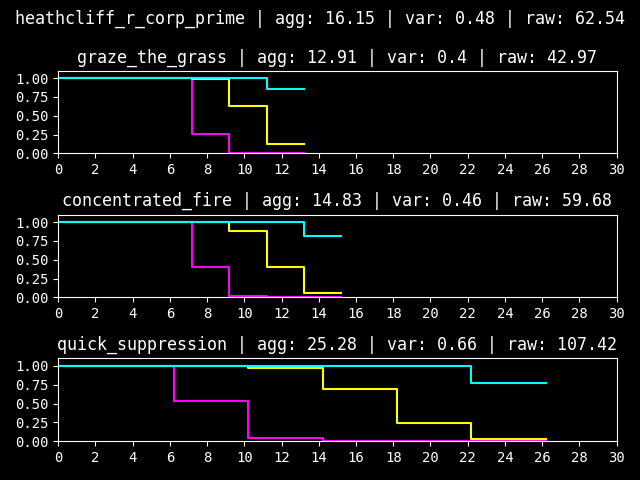 heathcliff_r_corp_prime | agg: 16.15 | var: 0.48 | raw: 62.54
graze_the_grass | agg: 12.91 | var: 0.4 | raw: 42.97
1.00
0.75
0.50
0.25
0.00
0 2 4 6 8 10 12 14 16 18 20 22 24 26 28 30
concentrated_fire | agg: 14.83 | var: 0.46 | raw: 59.68
1.00
0.75
0.50
0.25
0.00
0 2 4 6 8 10 12 14 16 18 20 22 24 26 28 30
quick_suppression | agg: 25.28 | var: 0.66 | raw: 107.42
1.00
0.75
0.50
0.25
0.00
0 2 4 6 8 10 12 14 16 18 20 22 24 26 28 30